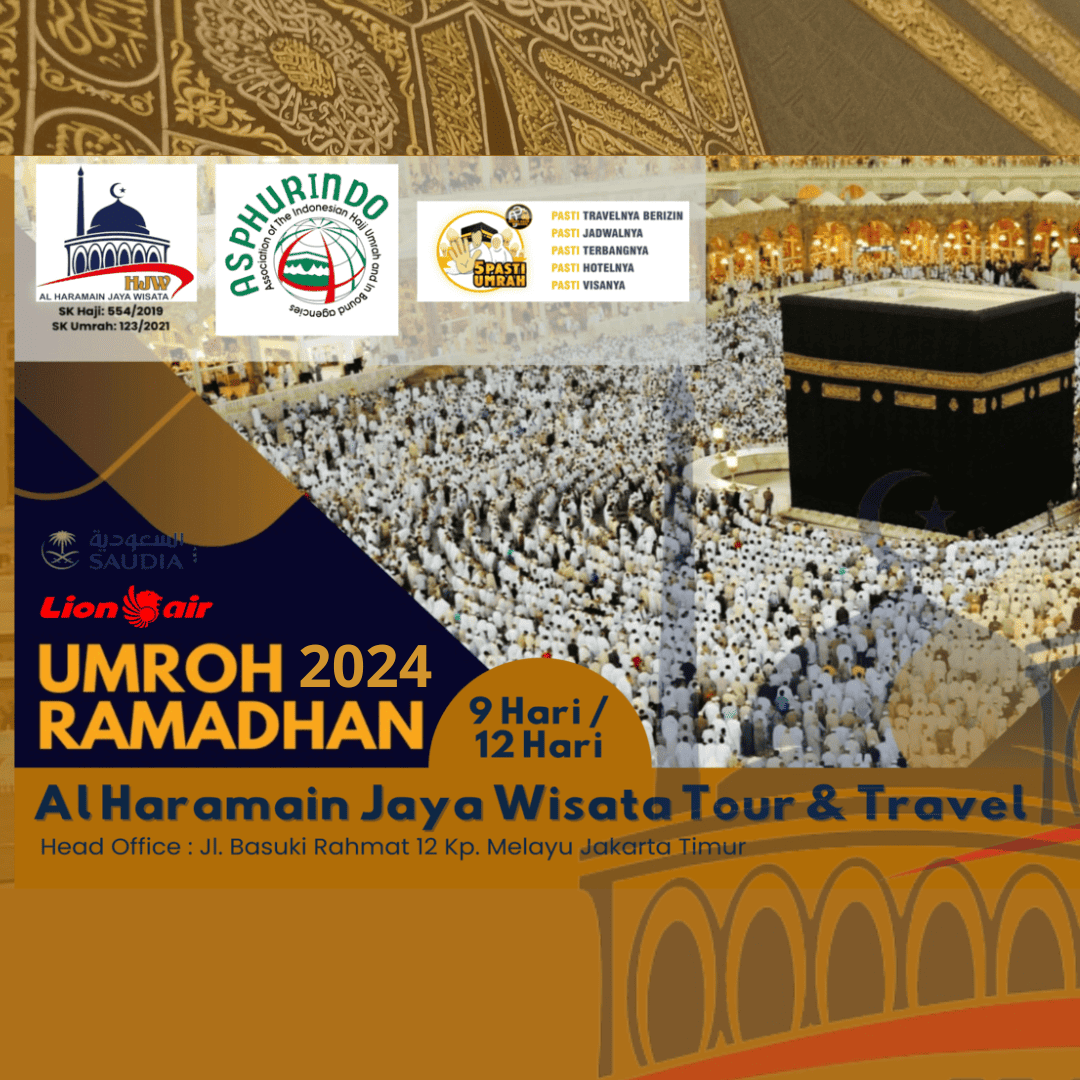 HJW
AL HARAMAIN JAYA WISATA
SK Haji: 554/2019
SK Umrah: 123/2021
ASPHURINDO
Association of The Indonesian Hajj Umrah and In Bound agencies
5 PASTI
UMRAH
PASTI TRAVELNYA BERIZIN
PASTI JADWALNYA
PASTI TERBANGNYA
PASTI HOTELNYA
PASTI VISANYA
السعودية
SAUDIA
Lion air
UMROH 2024
RAMADHAN
9 Hari /
12 Hari
Al Haramain Jaya Wisata Tour & Travel
Head Office : Jl. Basuki Rahmat 12 Kp. Melayu Jakarta Timur